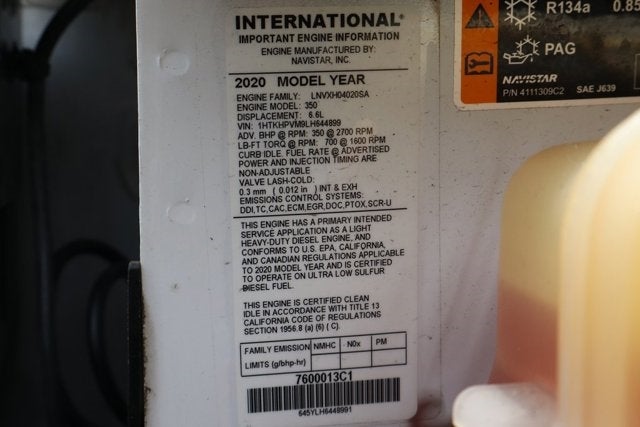 INTERNATIONAL®
IMPORTANT ENGINE INFORMATION
ENGINE MANUFACTURED BY:
NAVISTAR, INC.
2020 MODEL YEAR
ENGINE FAMILY: LNVXH04020SA
ENGINE MODEL: 350
DISPLACEMENT: 6.6L
VIN: 1HTKHPVM9LH644899
ADV. BHP @ RPM: 350 @ 2700 RPM
LB-FT TORQ @ RPM: 700 @ 1600 RPM
CURB IDLE, FUEL RATE @ ADVERTISED
POWER AND INJECTION TIMING ARE
NON-ADJUSTABLE
VALVE LASH-COLD:
0.3 mm ( 0.012 in ) INT & EXH
EMISSIONS CONTROL SYSTEMS:
DDI,TC,CAC,ECM,EGR,DOC,PTOX,SCR-U
THIS ENGINE HAS A PRIMARY INTENDED
SERVICE APPLICATION AS A LIGHT
HEAVY-DUTY DIESEL ENGINE, AND
CONFORMS TO U.S. EPA, CALIFORNIA,
AND CANADIAN REGULATIONS APPLICABLE
TO 2020 MODEL YEAR AND IS CERTIFIED
TO OPERATE ON ULTRA LOW SULFUR
DIESEL FUEL.
THIS ENGINE IS CERTIFIED CLEAN
IDLE IN ACCORDANCE WITH TITLE 13
CALIFORNIA CODE OF REGULATIONS
SECTION 1956.8 (a) (6) ( C).
FAMILY EMISSION NMHC NOx PM
LIMITS (g/bhp-hr)
7600013C1
645YLH6448991
R134a 0.85
PAG
NAVISTAR
P/N 4111309C2 SAE J639